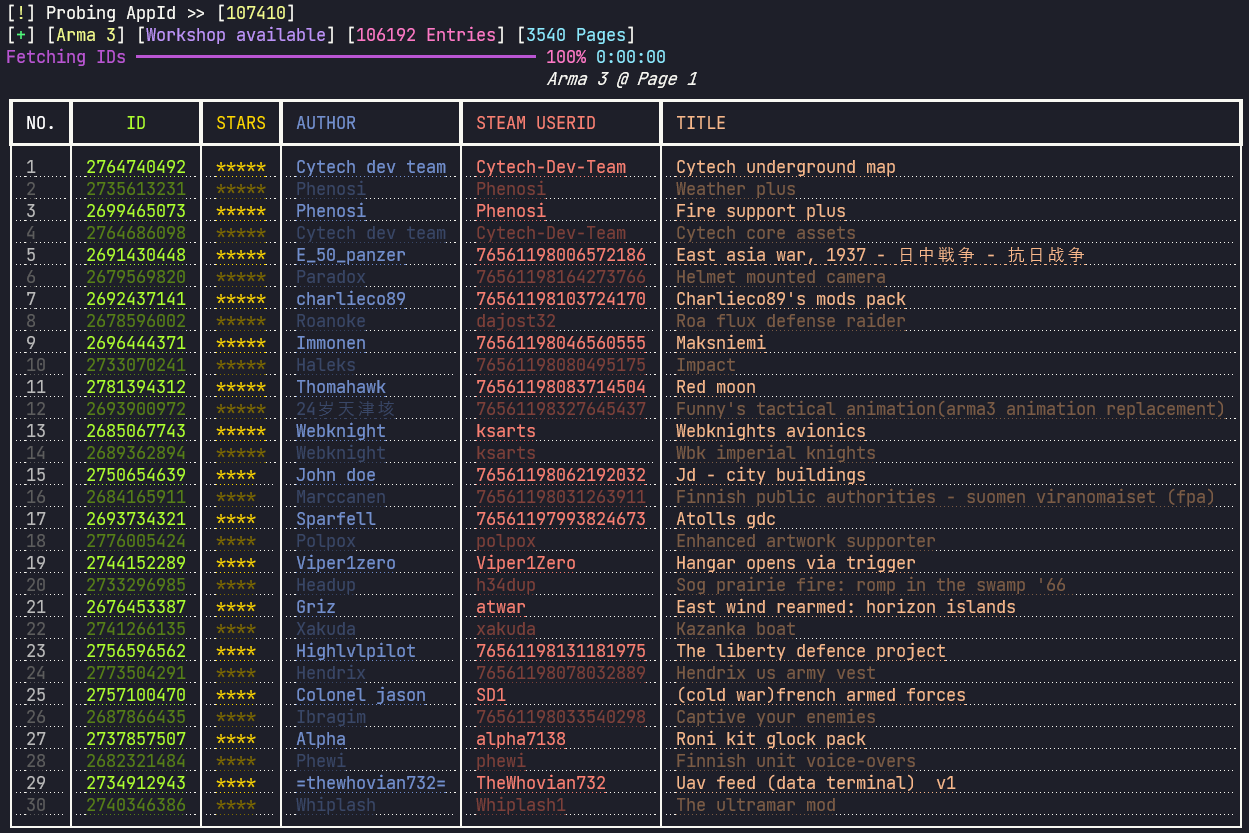 [!] Probing AppId >> [107410]
[+] [Arma 3] [Workshop available] [106192 Entries] [3540 Pages]
Fetching IDs 100% 0:00:00
Arma 3 @ Page 1
NO. ID STARS AUTHOR STEAM USERID TITLE
1 2764740492 ***** Cytech dev team Cytech-Dev-Team Cytech underground map
2 2735613231 ***** Phenosi Phenosi Weather plus
3 2699465073 ***** Phenosi Phenosi Fire support plus
4 2764686098 ***** Cytech dev team Cytech-Dev-Team Cytech core assets
5 2691430448 ***** E_50_panzer 76561198006572186 East asia war, 1937 - 日中戦争 - 抗日战争
6 2679569820 ***** Paradox 76561198164273766 Helmet mounted camera
7 2692437141 ***** charlieco89 76561198103724170 Charlieco89's mods pack
8 2678596002 ***** Roanoke dajost32 Roa flux defense raider
9 2696444371 ***** Immonen 76561198046560555 Maksniemi
10 2733070241 ***** Haleks 76561198080495175 Impact
11 2781394312 ***** Thomahawk 76561198083714504 Red moon
12 2693900972 ***** 24岁天津垓 76561198327645437 Funny's tactical animation(arma3 animation replacement)
13 2685067743 ***** Webknight ksarts Webknights avionics
14 2689362894 ***** Webknight ksarts Wbk imperial knights
15 2750654639 **** John doe 76561198062192032 Jd - city buildings
16 2684165911 **** Marccanen 76561198031263911 Finnish public authorities - suomen viranomaiset (fpa)
17 2693734321 **** Sparfell 76561197993824673 Atolls gdc
18 2776005424 **** Polpox polpox Enhanced artwork supporter
19 2744152289 **** Viper1zero Viper1Zero Hangar opens via trigger
20 2733296985 **** Headup h34dup Sog prairie fire: romp in the swamp '66
21 2676453387 **** Griz atwar East wind rearmed: horizon islands
22 2741266135 **** Xakuda xakuda Kazanka boat
23 2756596562 **** Highlvlpilot 76561198131181975 The liberty defence project
24 2773504291 **** Hendrix 76561198078032889 Hendrix us army vest
25 2757100470 **** Colonel jason SD1 (cold war)french armed forces
26 2687866435 **** Ibragim 76561198033540298 Captive your enemies
27 2737857507 **** Alpha alpha7138 Roni kit glock pack
28 2682321484 **** Phewi phewi Finnish unit voice-overs
29 2734912943 **** =thewhovian732= TheWhovian732 Uav feed (data terminal)  v1
30 2740346386 **** Whiplash Whiplash1 The ultramar mod